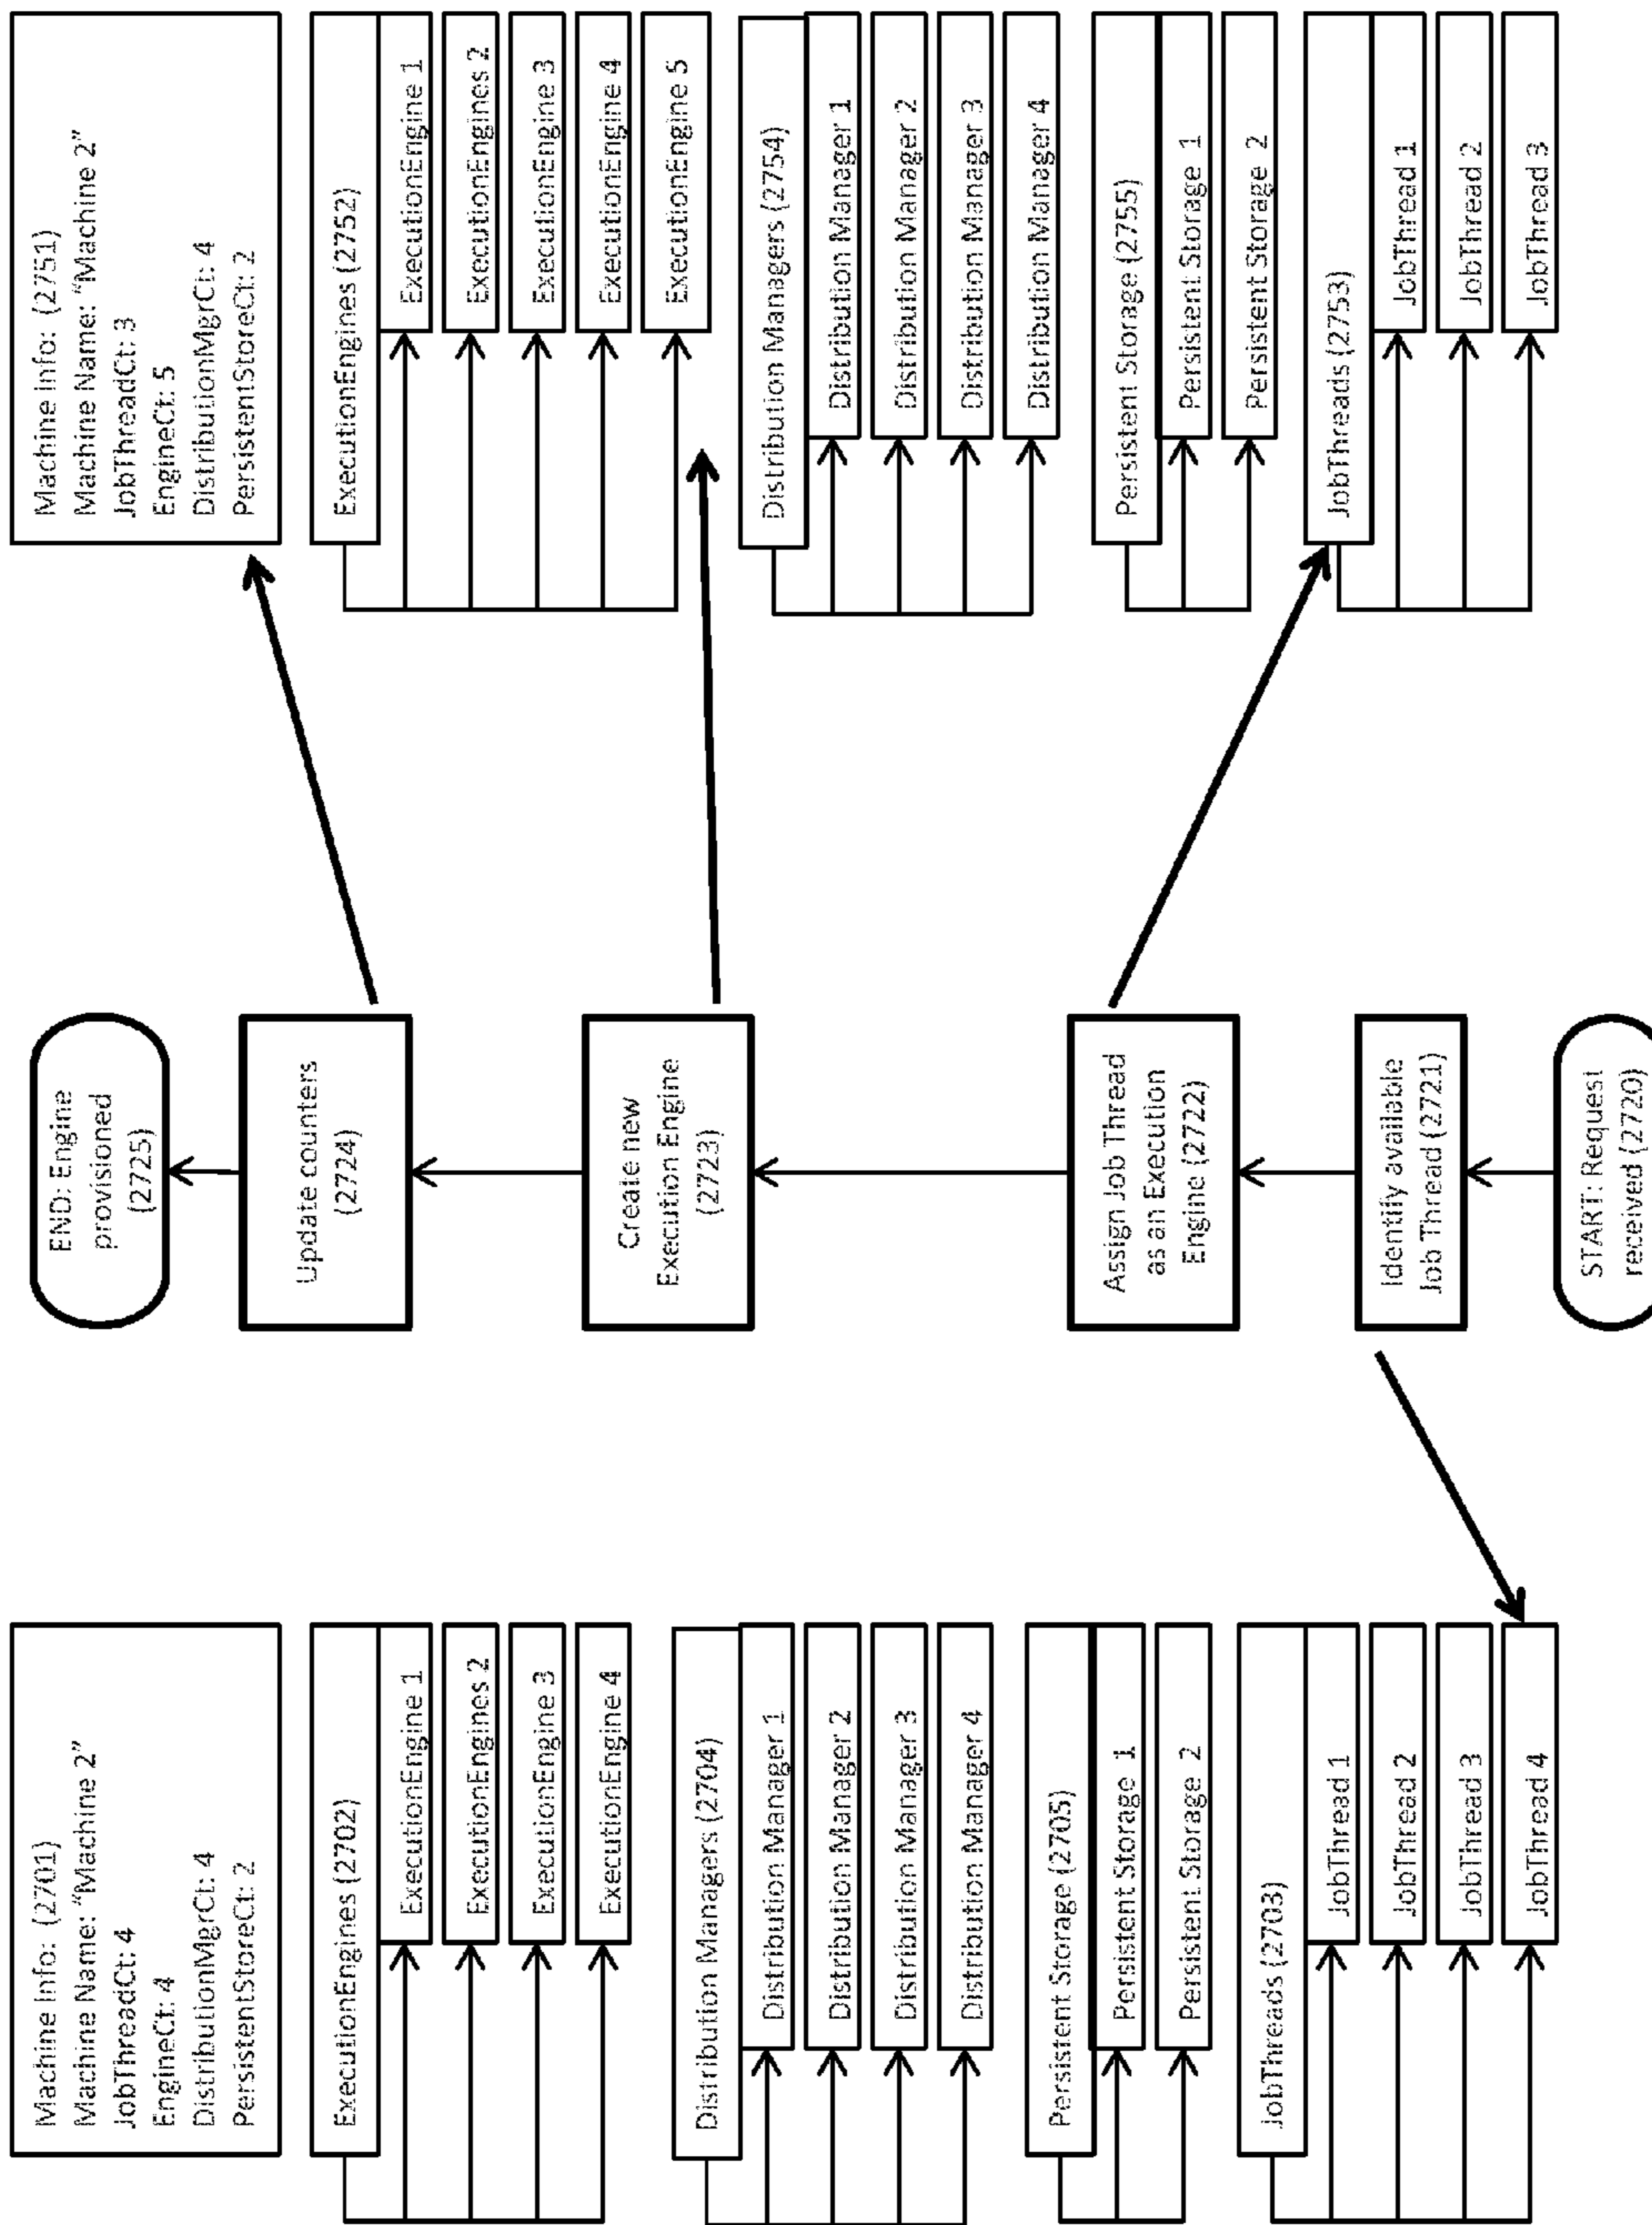 Machine Info: (2701)
Machine Name: “Machine 2”
JobThreadCt: 4
EngineCt: 4
DistributionMgrCt: 4
PersistentStoreCt: 2
ExecutionEngines (2702)
ExecutionEngine 1
ExecutionEngines 2
ExecutionEngine 3
ExecutionEngine 4
Distribution Managers (2704)
Distribution Manager 1
Distribution Manager 2
Distribution Manager 3
Distribution Manager 4
Persistent Storage (2705)
Persistent Storage 1
Persistent Storage 2
JobThreads (2703)
JobThread 1
JobThread 2
JobThread 3
JobThread 4
END: Engine
provisioned
(2725)
Update counters
(2724)
Create new
Execution Engine
(2723)
Assign Job Thread
as an Execution
Engine (2722)
Identify available
Job Thread (2721)
START: Request
received (2720)
Machine Info: (2751)
Machine Name: “Machine 2”
JobThreadCt: 3
EngineCt: 5
DistributionMgrCt: 4
PersistentStoreCt: 2
ExecutionEngines (2752)
ExecutionEngine 1
ExecutionEngines 2
ExecutionEngine 3
ExecutionEngine 4
ExecutionEngine 5
Distribution Managers (2754)
Distribution Manager 1
Distribution Manager 2
Distribution Manager 3
Distribution Manager 4
Persistent Storage (2755)
Persistent Storage 1
Persistent Storage 2
JobThreads (2753)
JobThread 1
JobThread 2
JobThread 3